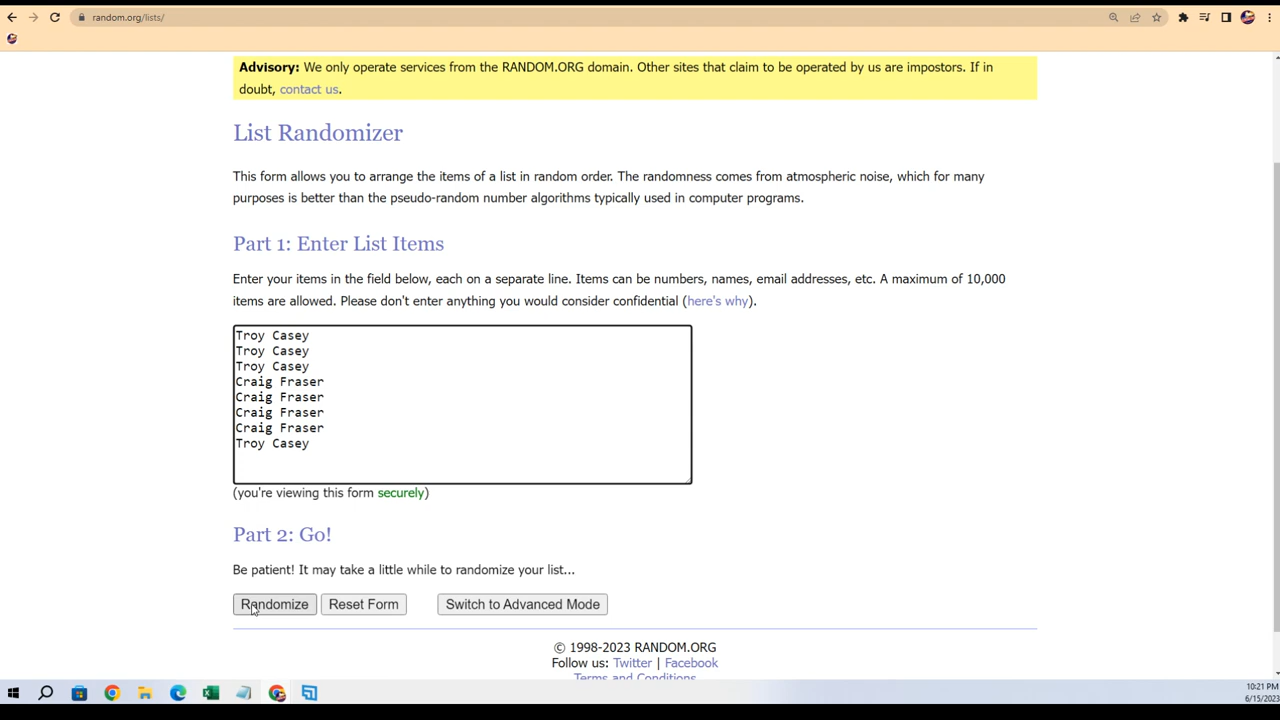 random.org/lists/
Advisory: We only operate services from the RANDOM.ORG domain. Other sites that claim to be operated by us are impostors. If in
doubt, contact us.
List Randomizer
This form allows you to arrange the items of a list in random order. The randomness comes from atmospheric noise, which for many
purposes is better than the pseudo-random number algorithms typically used in computer programs.
Part 1: Enter List Items
Enter your items in the field below, each on a separate line. Items can be numbers, names, email addresses, etc. A maximum of 10,000
items are allowed. Please don't enter anything you would consider confidential (here's why).
Troy Casey
Troy Casey
Troy Casey
Craig Fraser
Craig Fraser
Craig Fraser
Craig Fraser
Troy Casey
(you're viewing this form securely)
Part 2: Go!
Be patient! It may take a little while to randomize your list...
Randomize Reset Form Switch to Advanced Mode
© 1998-2023 RANDOM.ORG
Follow us: Twitter | Facebook
Terms and Conditions
10:21 PM
6/15/2023